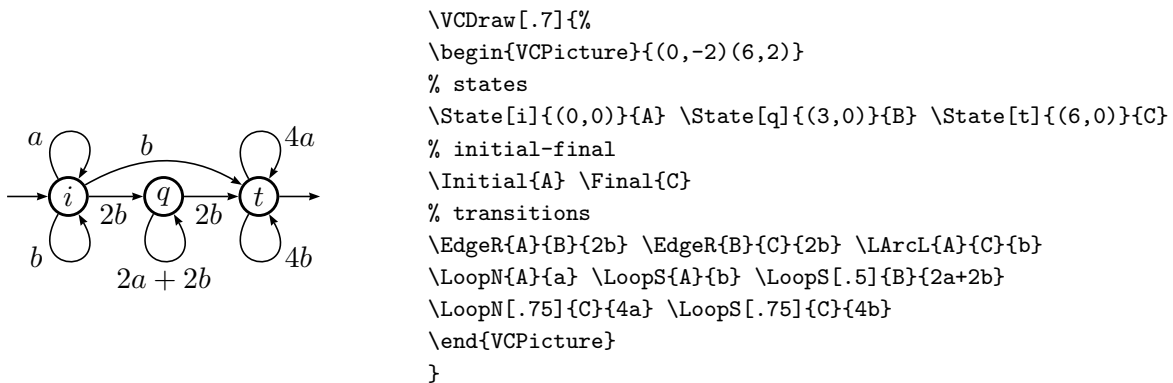 a
b
4a
i
q
t
2b
2b
b
2a + 2b
4b
\VCDraw[.7]{%
\begin{VCPicture}{(0,-2)(6,2)}
% states
\State[i]{(0,0)}{A} \State[q]{(3,0)}{B} \State[t]{(6,0)}{C}
% initial-final
\Initial{A} \Final{C}
% transitions
\EdgeR{A}{B}{2b} \EdgeR{B}{C}{2b} \LArcL{A}{C}{b}
\LoopN{A}{a} \LoopS{A}{b} \LoopS[.5]{B}{2a+2b}
\LoopN[.75]{C}{4a} \LoopS[.75]{C}{4b}
\end{VCPicture}
}